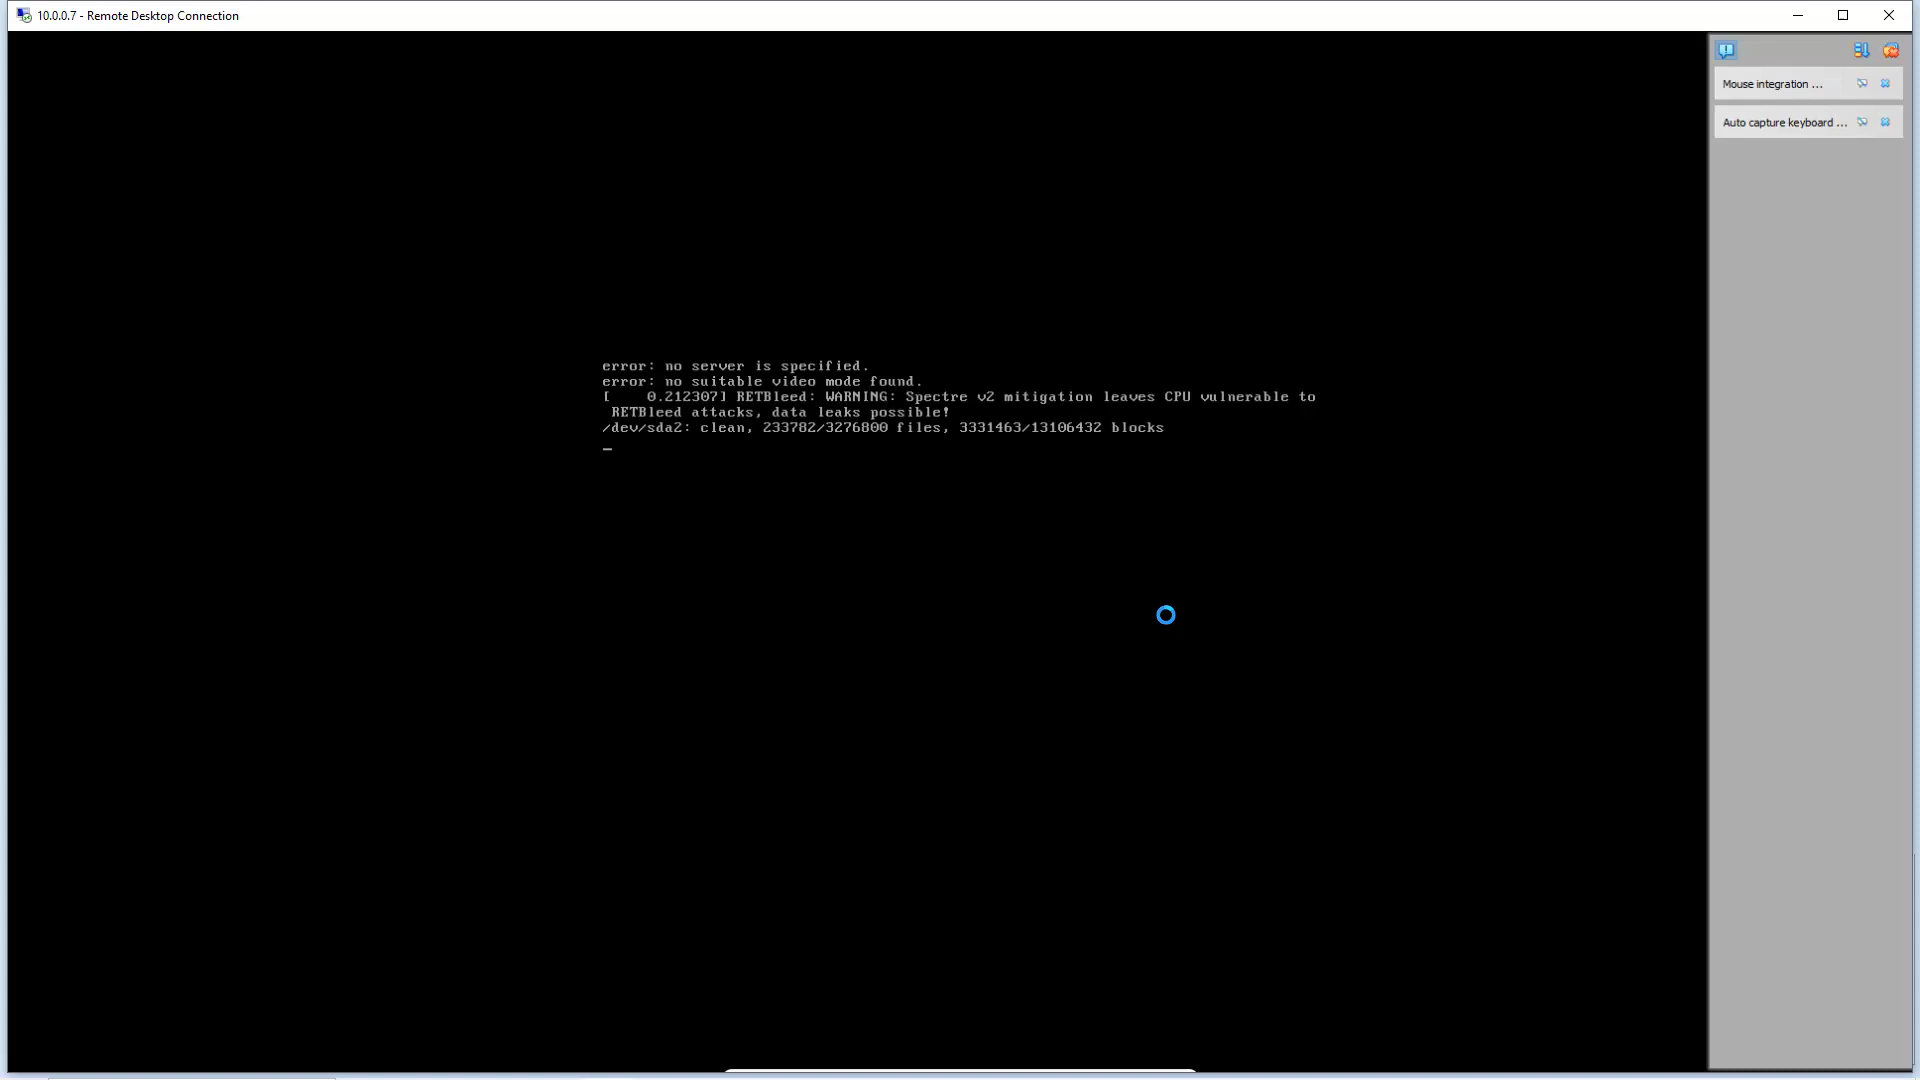 10.0.0.7 - Remote Desktop Connection
Mouse integration ...
Auto capture keyboard ...
error: no server is specified.
error: no suitable video mode found.
[    0.212307] RETBleed: WARNING: Spectre v2 mitigation leaves CPU vulnerable to
 RETBleed attacks, data leaks possible!
/dev/sda2: clean, 233782/3276800 files, 3331463/13106432 blocks
_